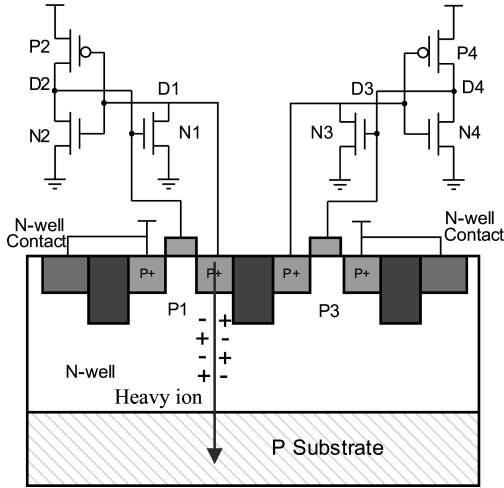 P2
P4
D2
D1
D3
D4
N2
N1
N3
N4
N-well
Contact
N-well
Contact
P+
P+
P+
P+
P1
P3
- +
+ -
- +
+ -
N-well
Heavy ion
P Substrate